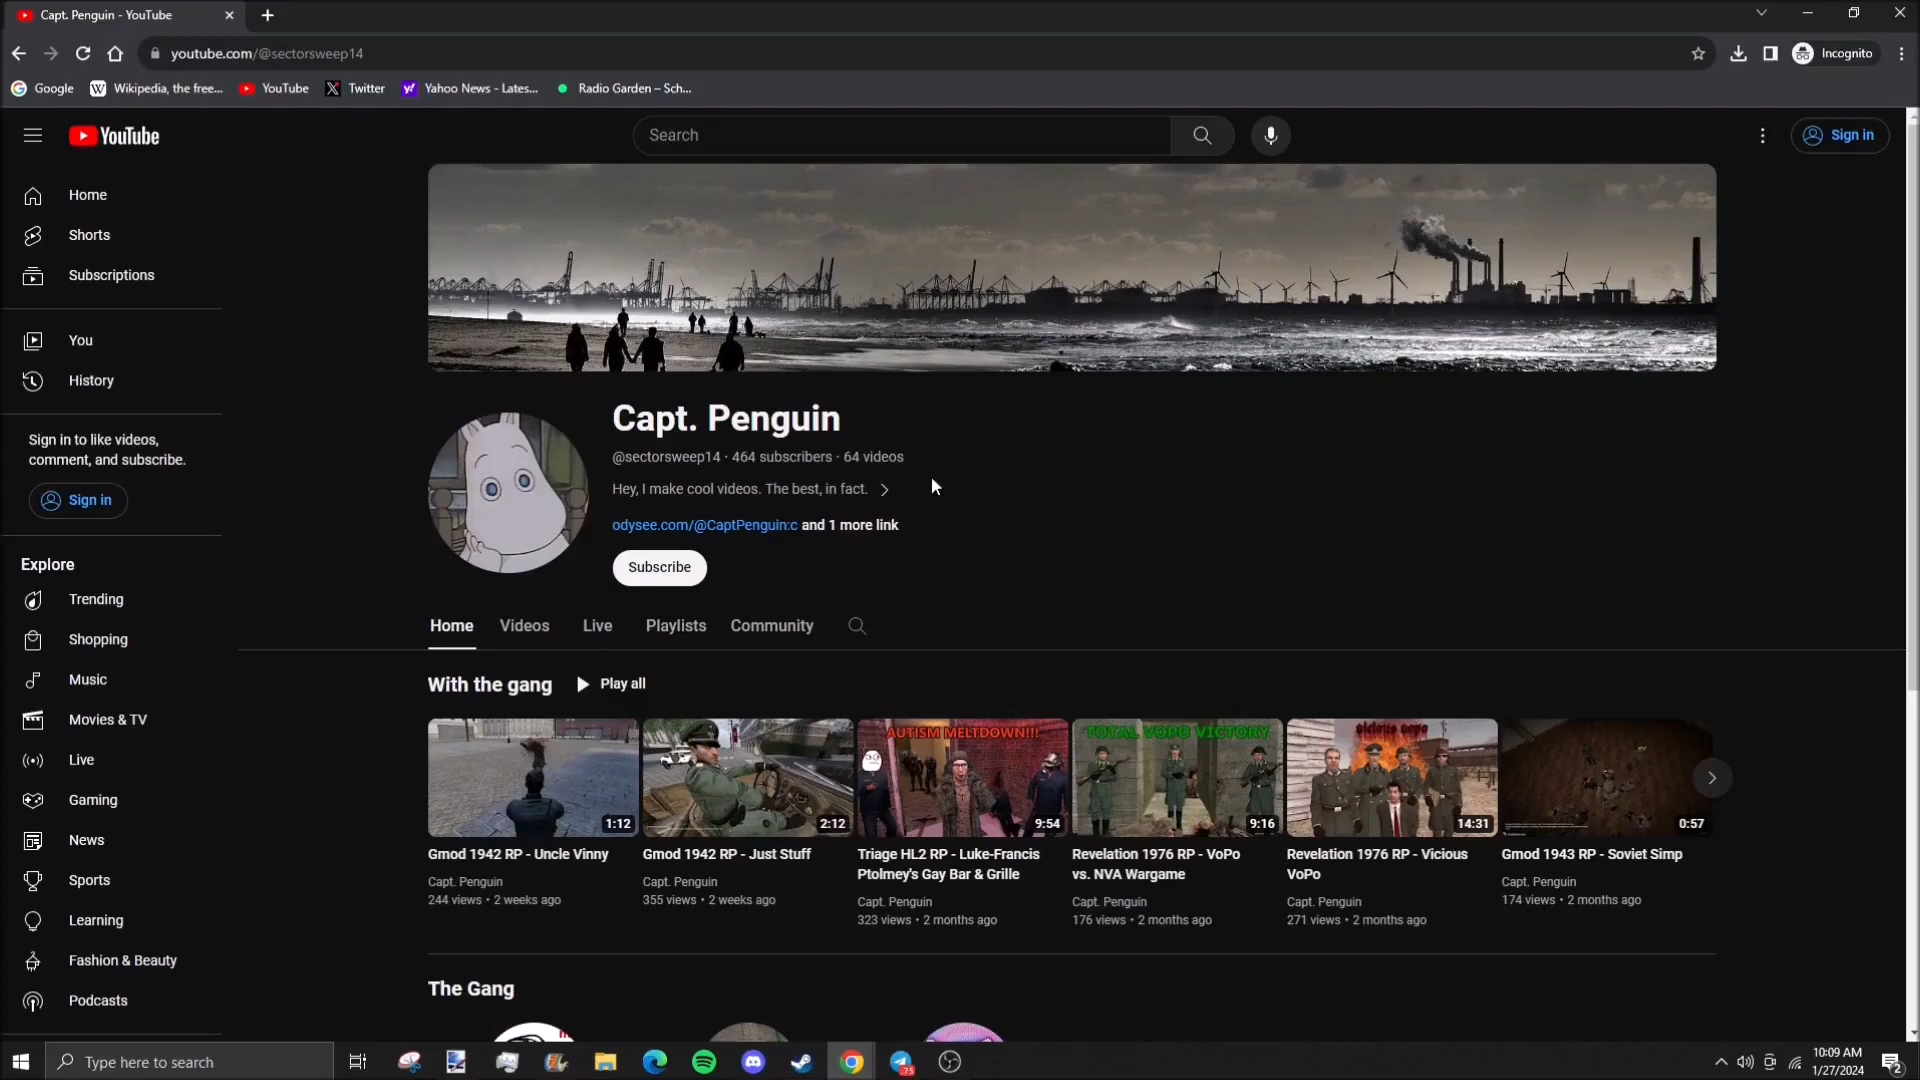 Capt. Penguin - YouTube
youtube.com/@sectorsweep14
Incognito
Google
Wikipedia, the free...
YouTube
Twitter
Yahoo News - Lates...
Radio Garden – Sch...
YouTube
Search
Sign in
Home
Shorts
Subscriptions
You
History
Sign in to like videos,
comment, and subscribe.
Sign in
Explore
Trending
Shopping
Music
Movies & TV
Live
Gaming
News
Sports
Learning
Fashion & Beauty
Podcasts
Capt. Penguin
@sectorsweep14 · 464 subscribers · 64 videos
Hey, I make cool videos. The best, in fact.
odysee.com/@CaptPenguin:c and 1 more link
Subscribe
Home Videos Live Playlists Community
With the gang Play all
1:12
Gmod 1942 RP - Uncle Vinny
Capt. Penguin
244 views • 2 weeks ago
2:12
Gmod 1942 RP - Just Stuff
Capt. Penguin
355 views • 2 weeks ago
AUTISM MELTDOWN!!!
9:54
Triage HL2 RP - Luke-Francis
Ptolmey's Gay Bar & Grille
Capt. Penguin
323 views • 2 months ago
TOTAL VOPO VICTORY
9:16
Revelation 1976 RP - VoPo
vs. NVA Wargame
Capt. Penguin
176 views • 2 months ago
vicious vopo
14:31
Revelation 1976 RP - Vicious
VoPo
Capt. Penguin
271 views • 2 months ago
0:57
Gmod 1943 RP - Soviet Simp
Capt. Penguin
174 views • 2 months ago
The Gang
Type here to search
75
10:09 AM
1/27/2024
2